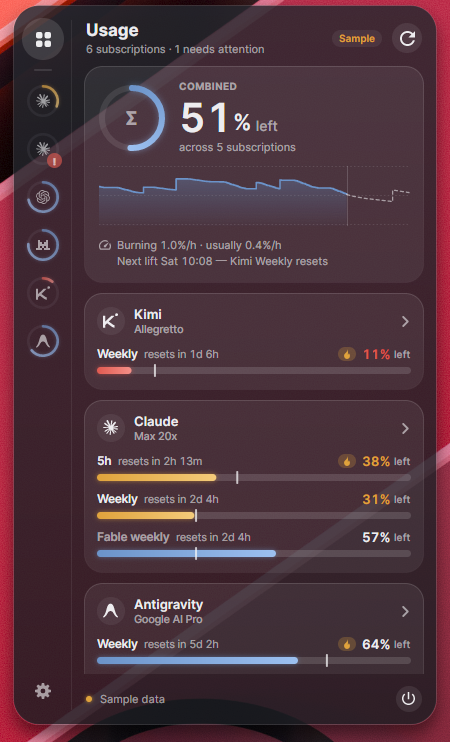 Usage
6 subscriptions · 1 needs attention
Sample
COMBINED
Σ
51% left
across 5 subscriptions
Burning 1.0%/h · usually 0.4%/h
Next lift Sat 10:08 — Kimi Weekly resets
!
Kimi
Allegretto
Weekly resets in 1d 6h 11% left
Claude
Max 20x
5h resets in 2h 13m 38% left
Weekly resets in 2d 4h 31% left
Fable weekly resets in 2d 4h 57% left
Antigravity
Google AI Pro
Weekly resets in 5d 2h 64% left
Sample data